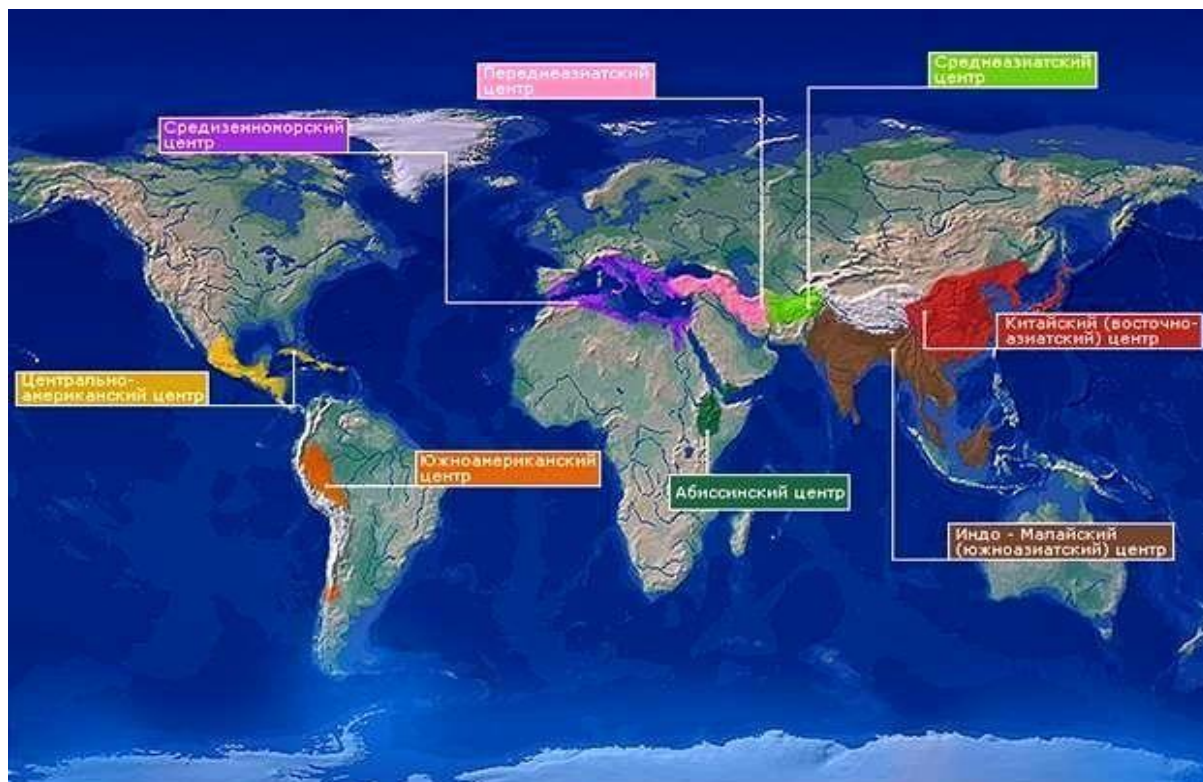 Среднеазиатский
центр
Переднеазиатский
центр
Средизенноморский
центр
Китайский (восточно-
азиатский) центр
Центрально-
американский центр
Южноамериканский
центр
Абиссинский центр
Индо - Малайский
(южноазиатский) центр